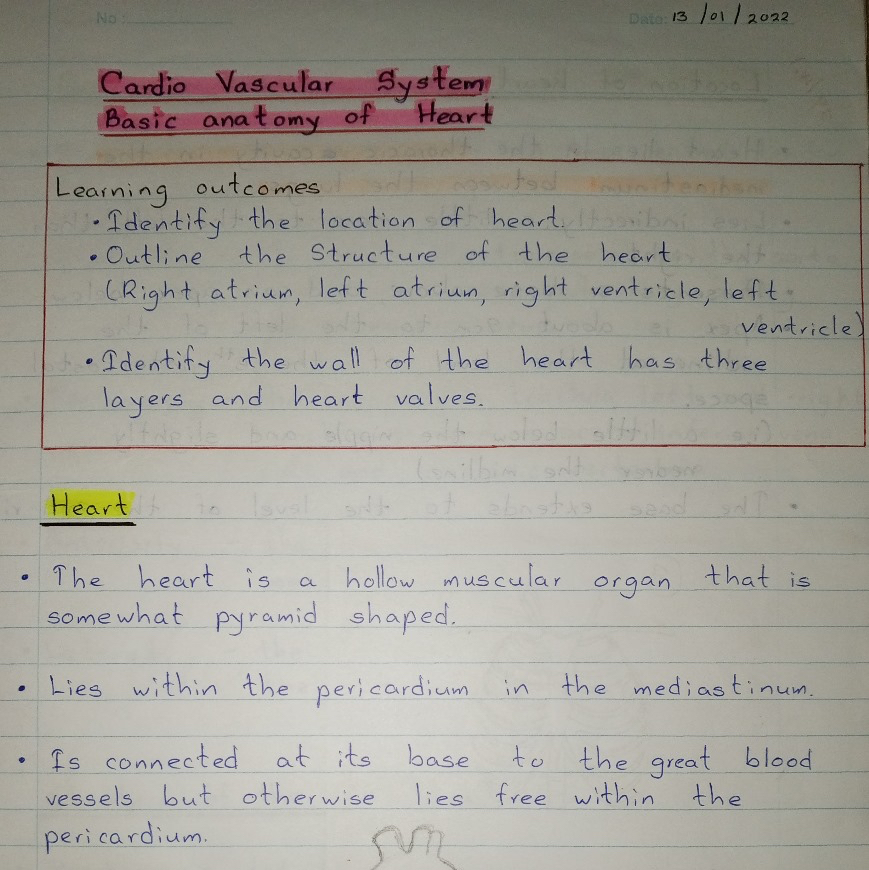 No :
Date: 13 /01 / 2022
Cardio Vascular System
Basic anatomy of Heart
Learning outcomes
• Identify the location of heart.
• Outline the Structure of the heart
(Right atrium, left atrium, right ventricle, left
ventricle)
• Identify the wall of the heart has three
layers and heart valves.
Heart
• The heart is a hollow muscular organ that is
somewhat pyramid shaped.
• Lies within the pericardium in the mediastinum.
• Is connected at its base to the great blood
vessels but otherwise lies free within the
pericardium.